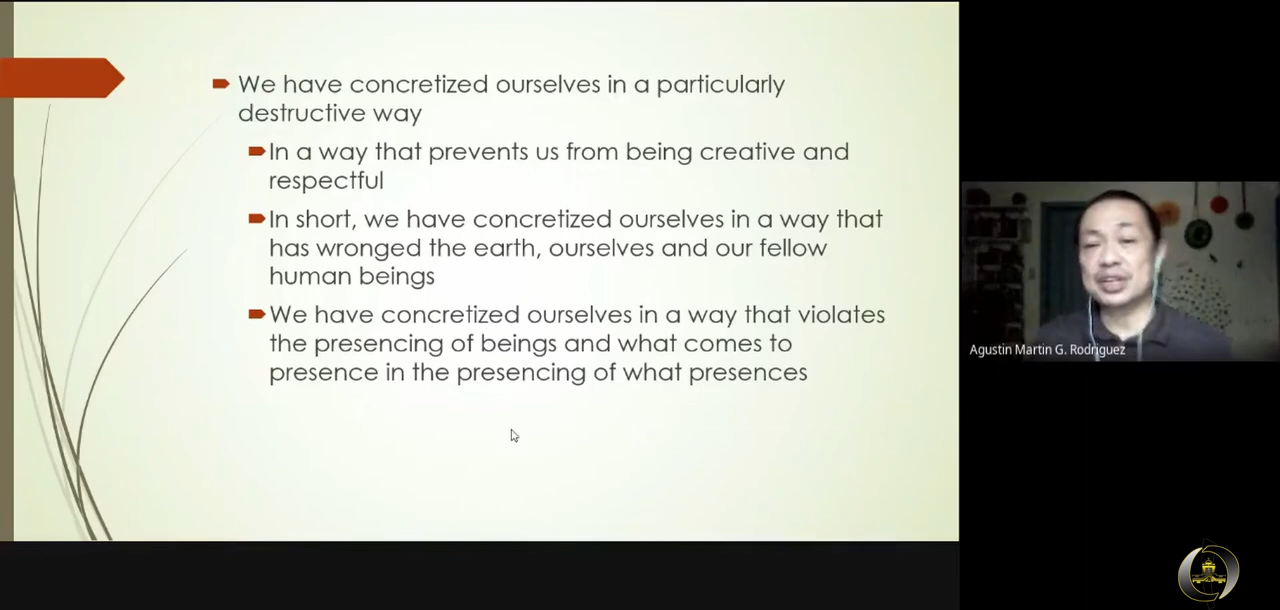 We have concretized ourselves in a particularly
destructive way
In a way that prevents us from being creative and
respectful
In short, we have concretized ourselves in a way that
has wronged the earth, ourselves and our fellow
human beings
We have concretized ourselves in a way that violates
the presencing of beings and what comes to
presence in the presencing of what presences
Agustin Martin G. Rodriguez